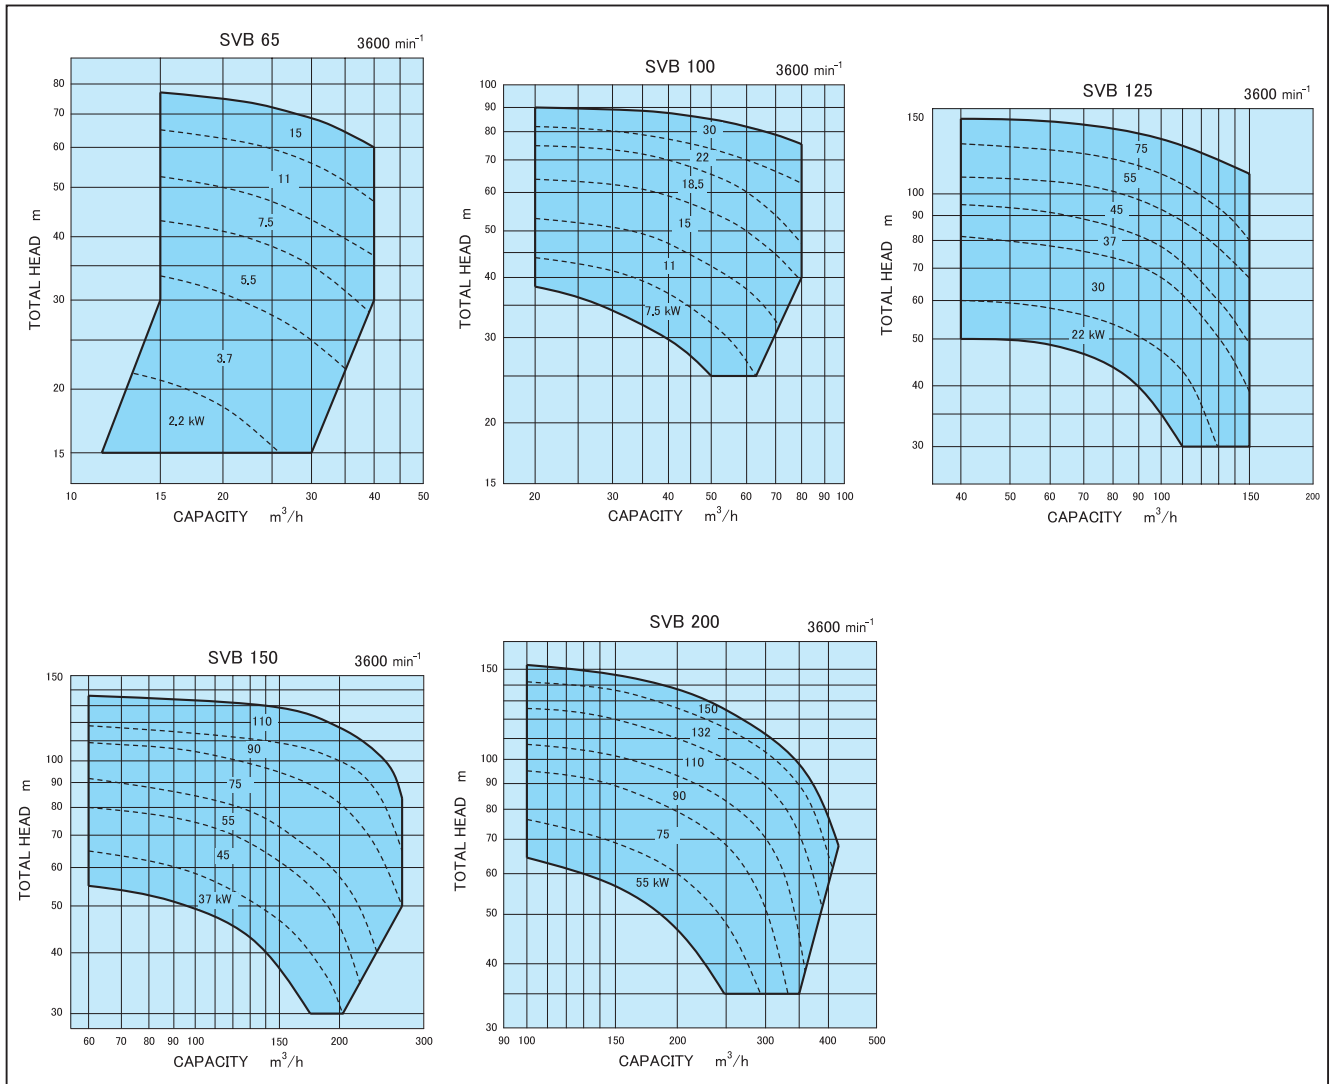 SVB 65
3600 min⁻¹
TOTAL HEAD m
80
70
60
50
40
30
20
15
15
11
7.5
5.5
3.7
2.2 kW
10 15 20 30 40 50
CAPACITY m³/h
SVB 100
3600 min⁻¹
TOTAL HEAD m
100
90
80
70
60
50
40
30
20
15
30
22
18.5
15
11
7.5 kW
20 30 40 50 60 70 80 90 100
CAPACITY m³/h
SVB 125
3600 min⁻¹
TOTAL HEAD m
150
100
90
80
70
60
50
40
30
75
55
45
37
30
22 kW
40 50 60 70 80 90 100 150 200
CAPACITY m³/h
SVB 150
3600 min⁻¹
TOTAL HEAD m
150
100
90
80
70
60
50
40
30
110
90
75
55
45
37 kW
60 70 80 90 100 150 200 300
CAPACITY m³/h
SVB 200
3600 min⁻¹
TOTAL HEAD m
150
100
90
80
70
60
50
40
30
150
132
110
90
75
55 kW
90 100 150 200 300 400 500
CAPACITY m³/h